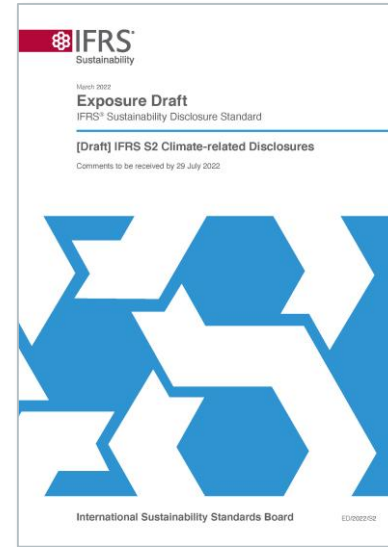 IFRS®
Sustainability
March 2022
Exposure Draft
IFRS® Sustainability Disclosure Standard
[Draft] IFRS S2 Climate-related Disclosures
Comments to be received by 29 July 2022
International Sustainability Standards Board
ED/2022/S2